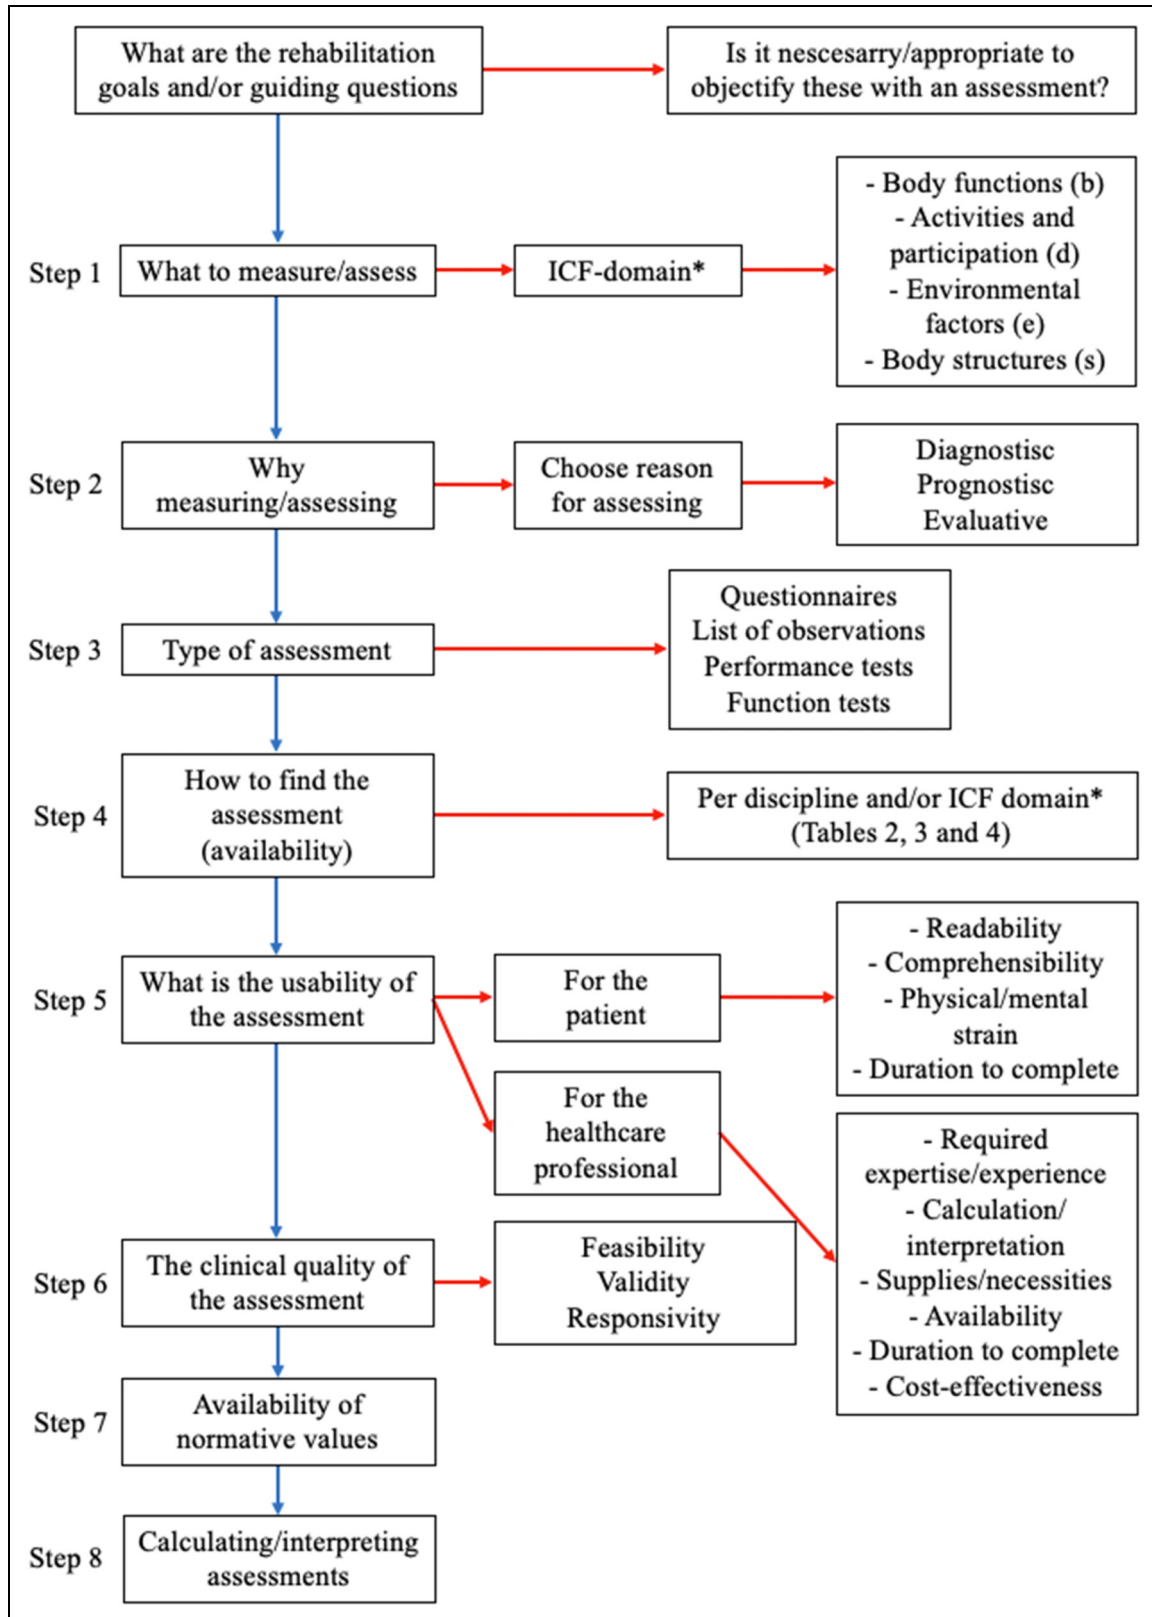 What are the rehabilitation
goals and/or guiding questions
Is it nescesarry/appropriate to
objectify these with an assessment?
Step 1
What to measure/assess
ICF-domain*
- Body functions (b)
- Activities and
participation (d)
- Environmental
factors (e)
- Body structures (s)
Step 2
Why
measuring/assessing
Choose reason
for assessing
Diagnostisc
Prognostisc
Evaluative
Step 3
Type of assessment
Questionnaires
List of observations
Performance tests
Function tests
Step 4
How to find the
assessment
(availability)
Per discipline and/or ICF domain*
(Tables 2, 3 and 4)
Step 5
What is the usability of
the assessment
For the
patient
- Readability
- Comprehensibility
- Physical/mental
strain
- Duration to complete
For the
healthcare
professional
- Required
expertise/experience
- Calculation/
interpretation
- Supplies/necessities
- Availability
- Duration to complete
- Cost-effectiveness
Step 6
The clinical quality of
the assessment
Feasibility
Validity
Responsivity
Step 7
Availability of
normative values
Step 8
Calculating/interpreting
assessments